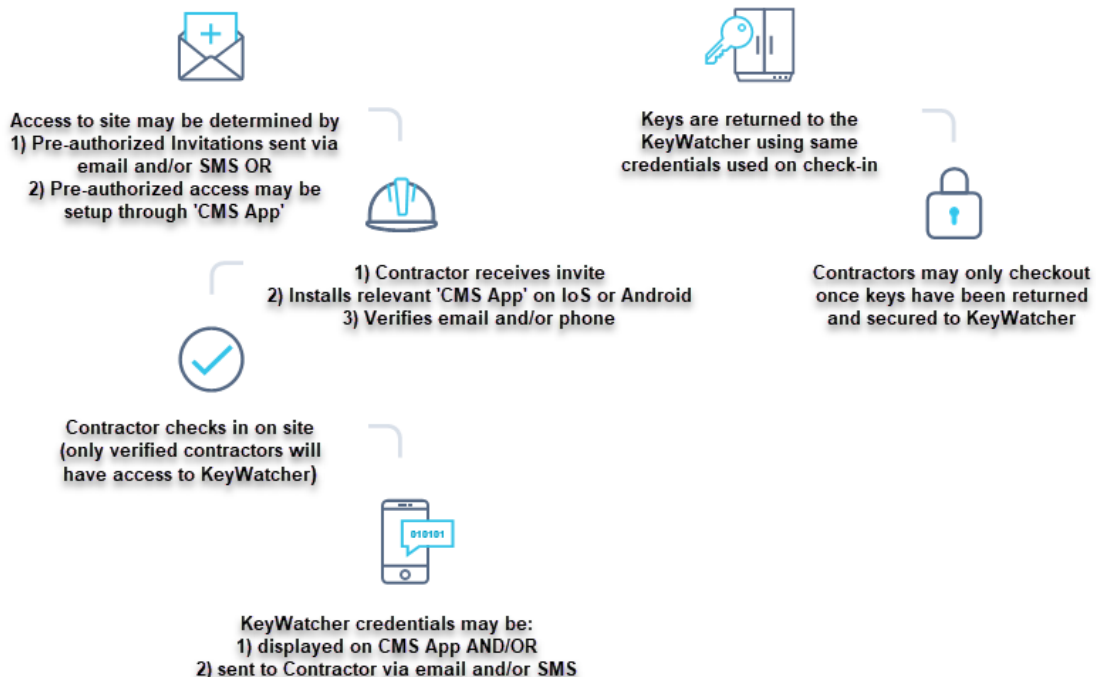 Access to site may be determined by
1) Pre-authorized Invitations sent via
email and/or SMS OR
2) Pre-authorized access may be
setup through 'CMS App'
1) Contractor receives invite
2) Installs relevant 'CMS App' on IoS or Android
3) Verifies email and/or phone
Contractor checks in on site
(only verified contractors will
have access to KeyWatcher)
010101
KeyWatcher credentials may be:
1) displayed on CMS App AND/OR
2) sent to Contractor via email and/or SMS
Keys are returned to the
KeyWatcher using same
credentials used on check-in
Contractors may only checkout
once keys have been returned
and secured to KeyWatcher